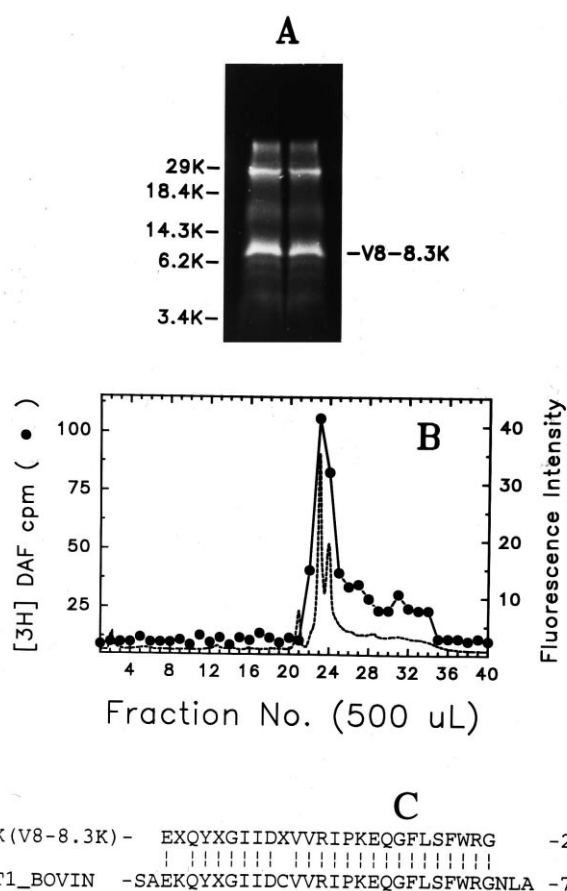 A
29K-
18.4K-
14.3K-
6.2K-
3.4K-
-V8-8.3K
B
[3H] DAF cpm ( ● )
100
75
50
25
40
30
20
10
Fluorescence Intensity
4 8 12 16 20 24 28 32 36 40
Fraction No. (500 uL)
C
K(V8-8.3K)- EXQYXGIIDXVVRIPKEQGFLSFWRG -2
T1_BOVIN -SAEKQYXGIIDCVVRIPKEQGFLSFWRGNLA -7